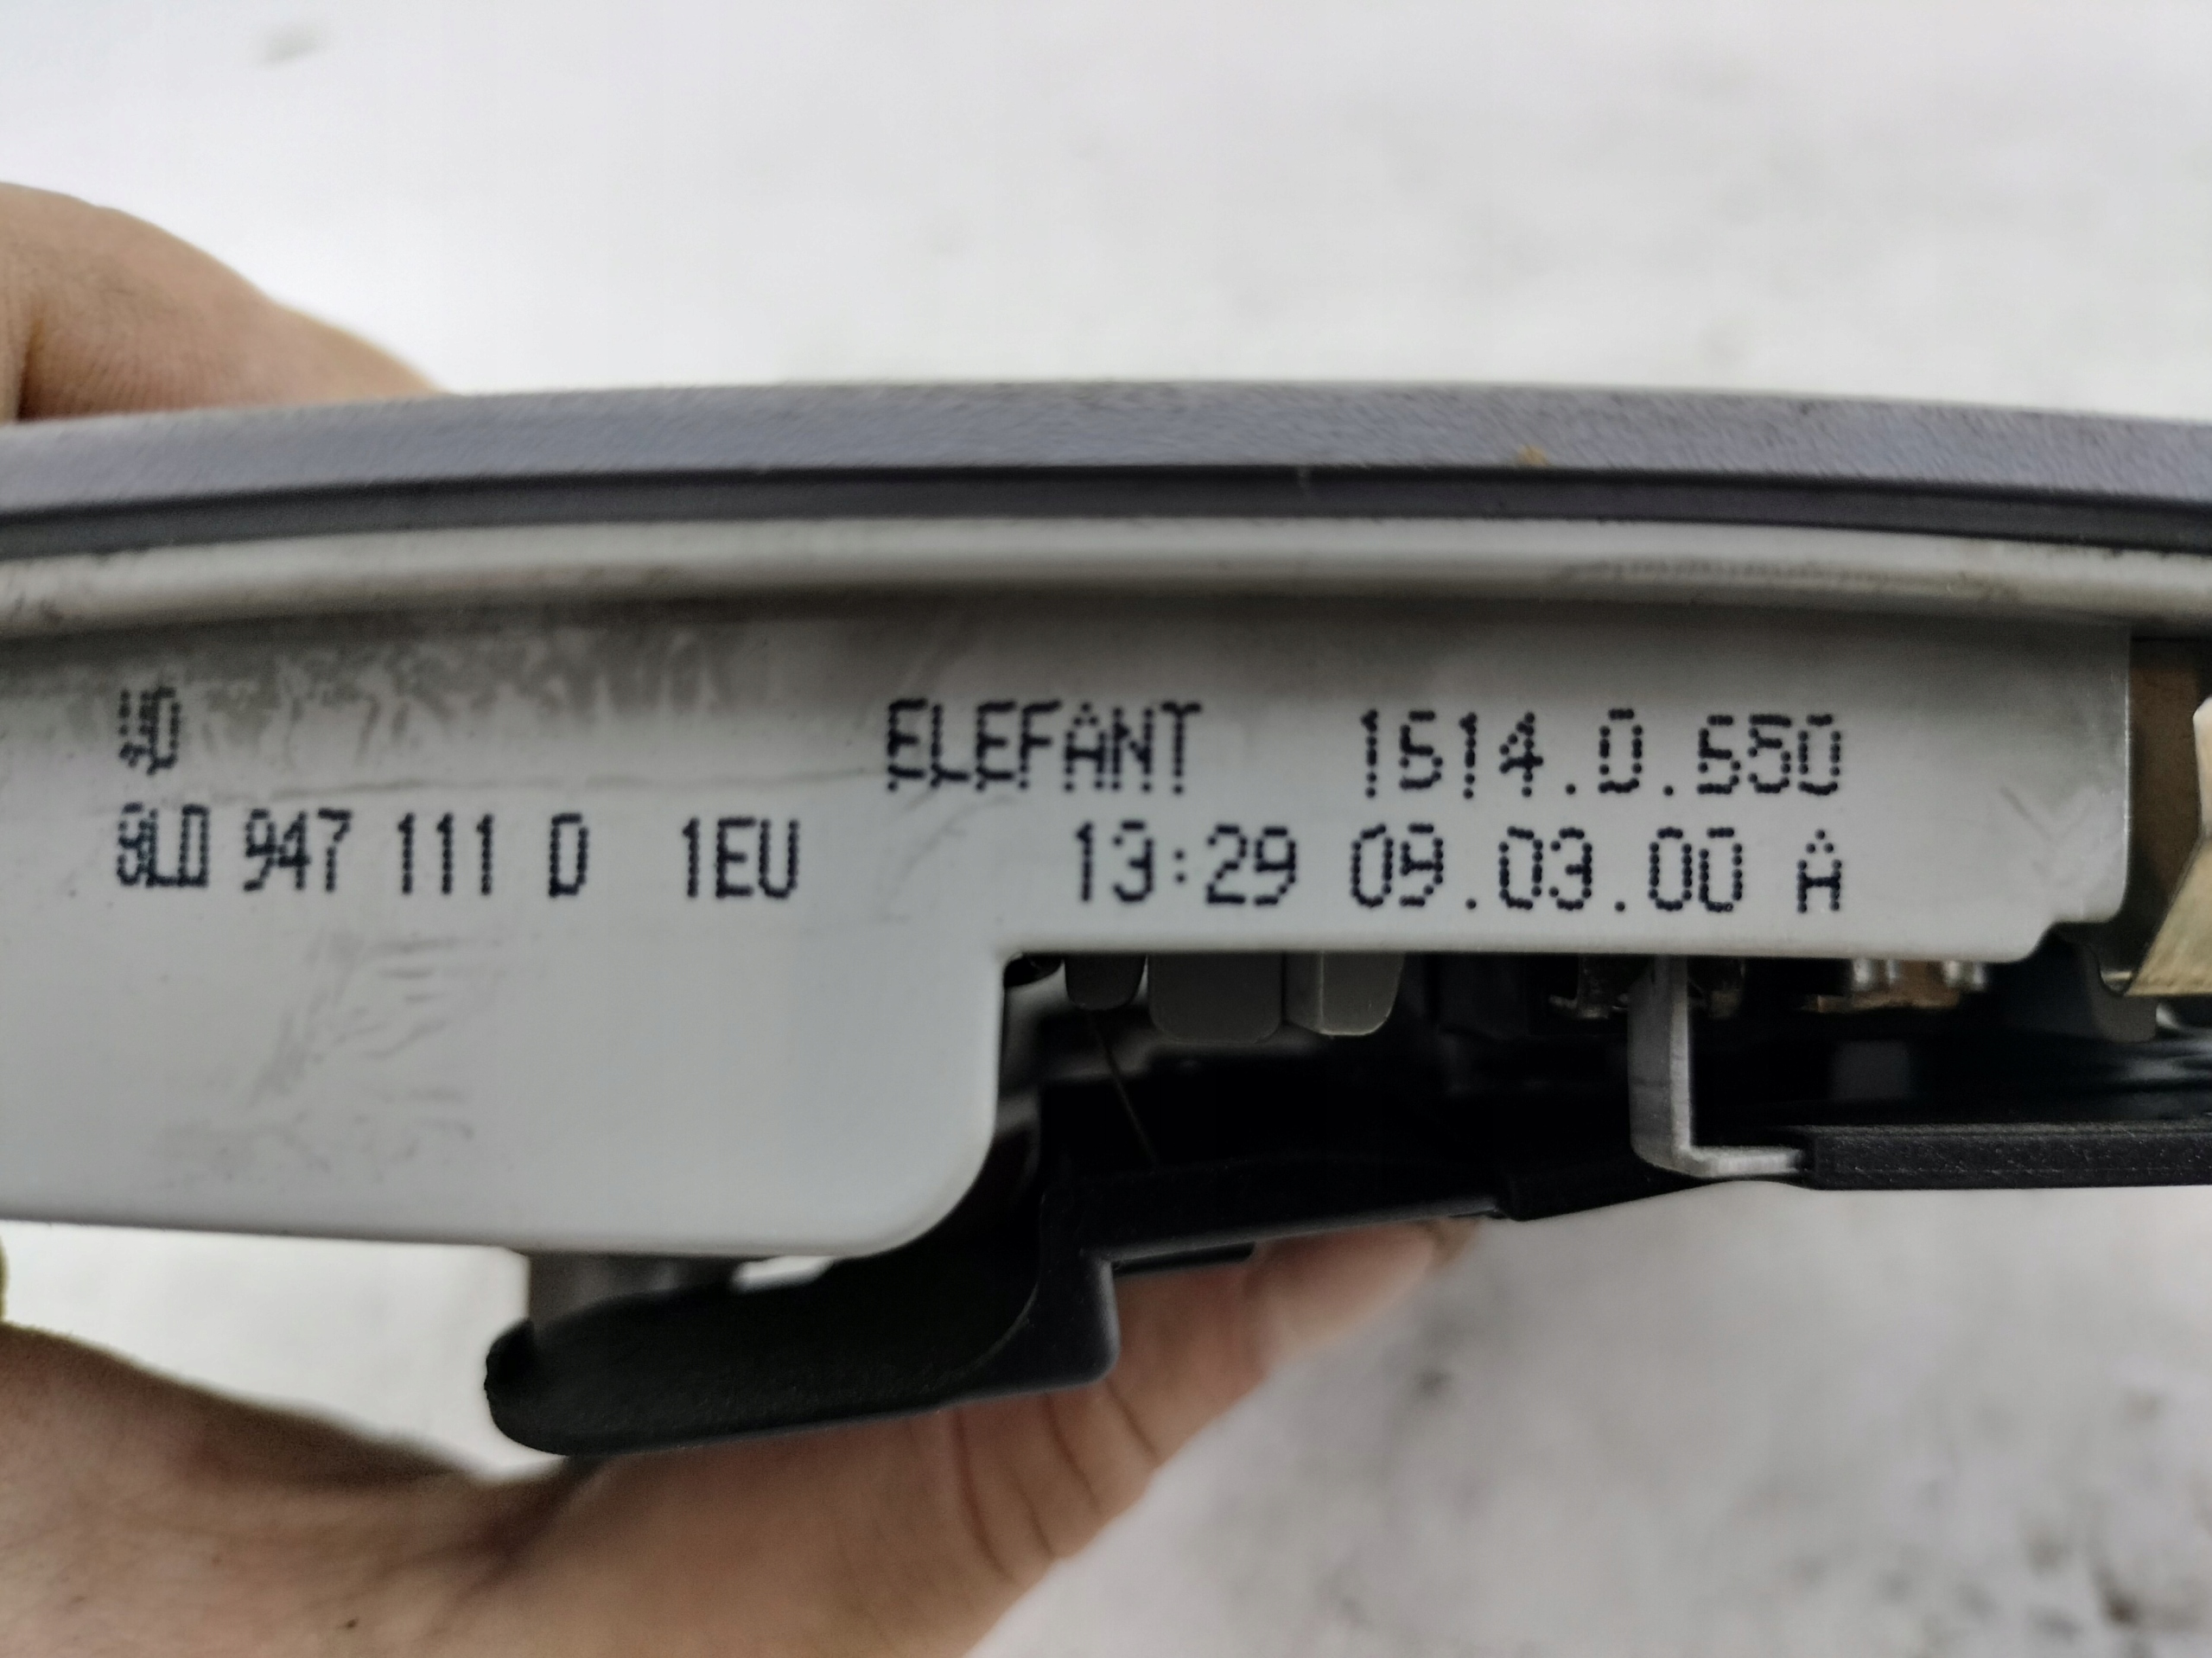 ELEFANT 1514.0.550
8L0 947 111 D 1EU 13:29 09.03.00 A